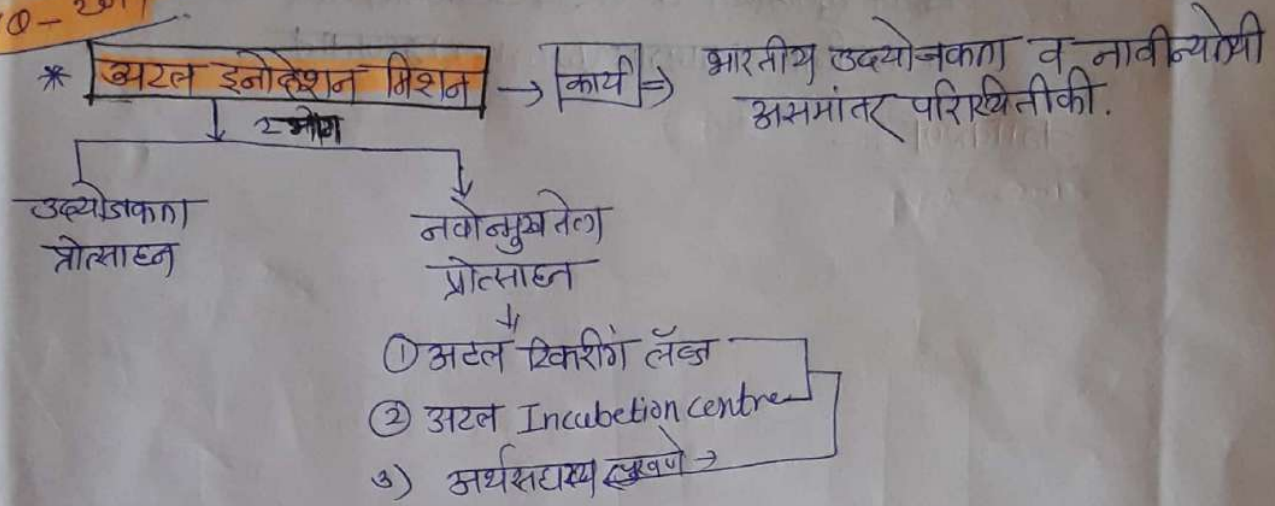 * अटल इनोव्हेशन मिशन → कार्य ⇒ भारतीय उद्योजकता व नाविन्याची
असमांतर परिस्थितीकी.
2 भाग
उद्योजकता
प्रोत्साहन
नवोन्मुखतेला
प्रोत्साहन
① अटल टिंकरींग लॅब्ज
② अटल Incubetion centre
3) अर्थसहाय्य पुरवणे →